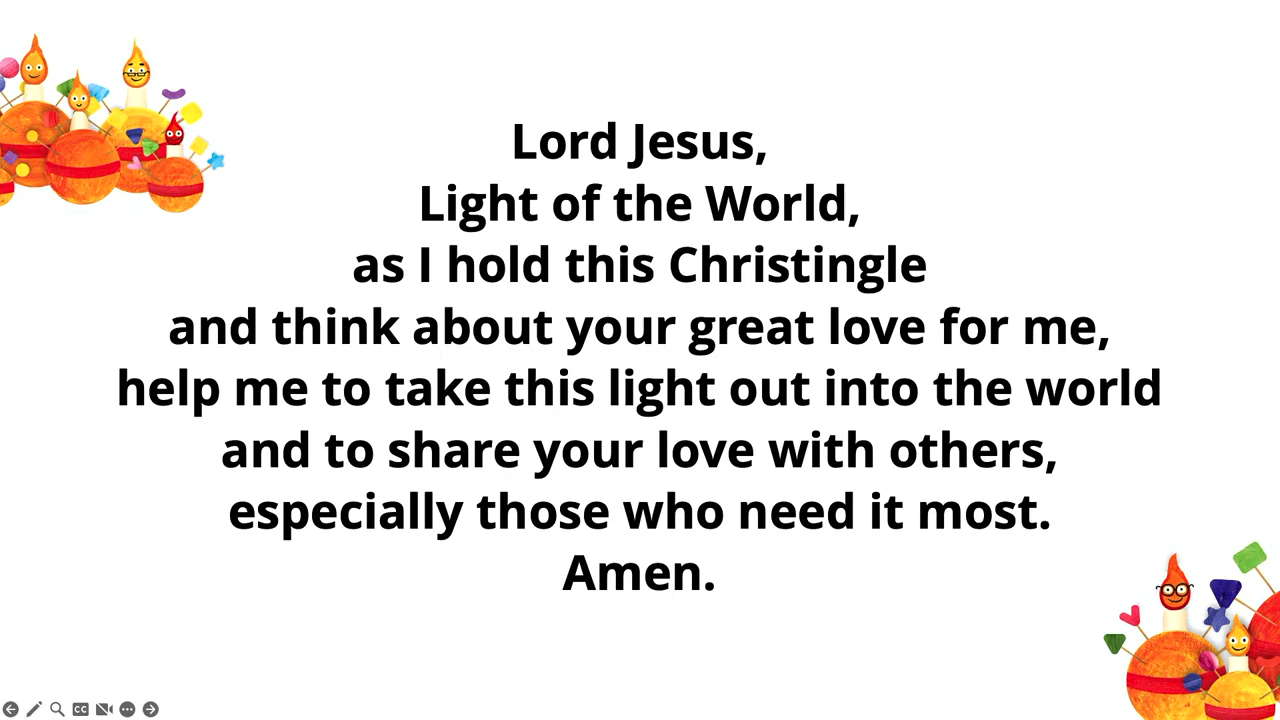 Lord Jesus,
Light of the World,
as I hold this Christingle
and think about your great love for me,
help me to take this light out into the world
and to share your love with others,
especially those who need it most.
Amen.
CC